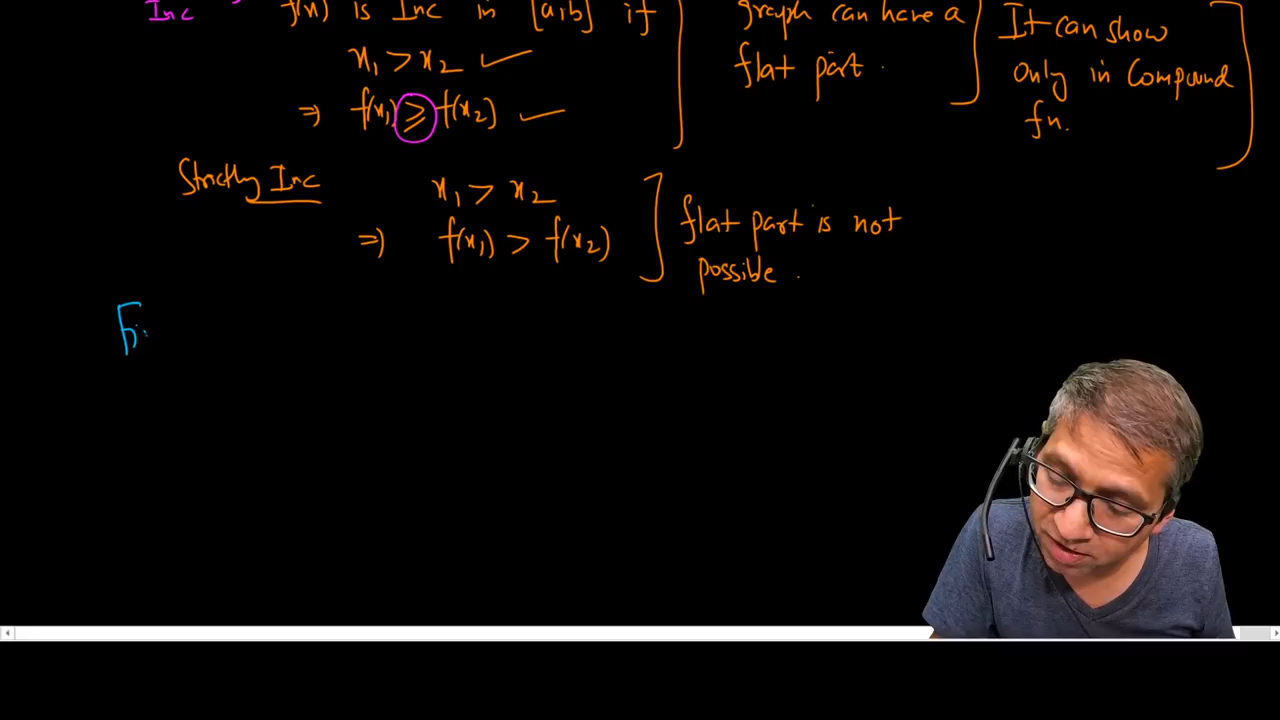 Inc f(x) is Inc in [a,b] if
x₁ > x₂
⇒ f(x₁) ≥ f(x₂)
graph can have a
flat part.
It can show
only in Compound
fn.
Strictly Inc x₁ > x₂
⇒ f(x₁) > f(x₂)
flat part is not
possible.